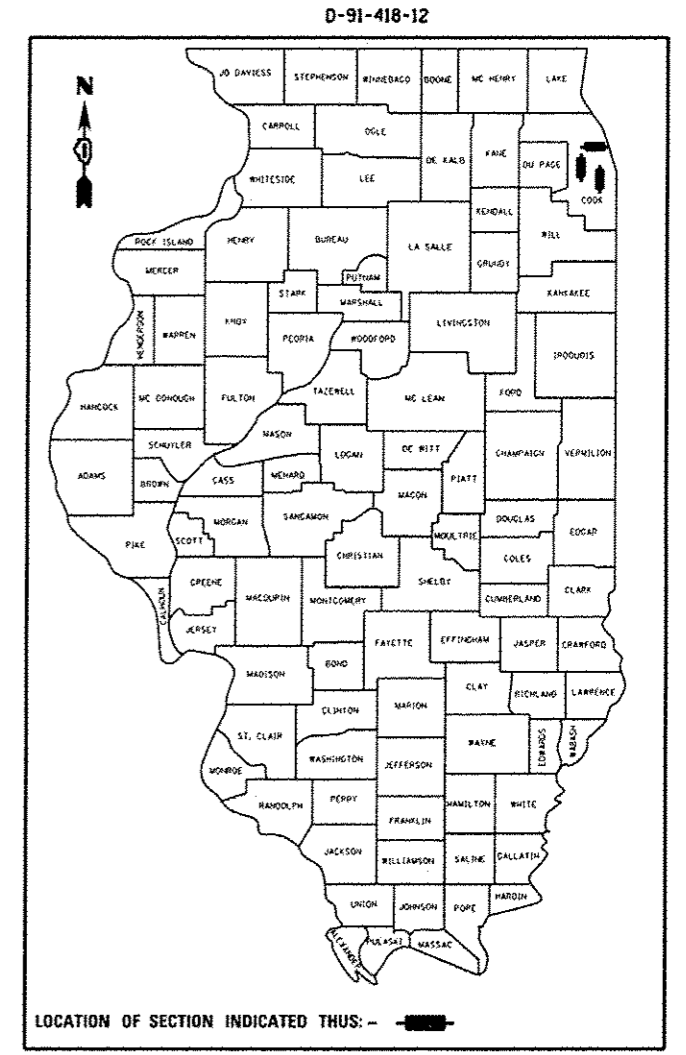 D-91-418-12
JO DAVIESS STEPHENSON WINNEBAGO BOONE MC HENRY LAKE
N
CARROLL OGLE
DE KALB KANE DU PAGE
COOK
WHITESIDE LEE
KENDALL
ROCK ISLAND HENRY BUREAU LA SALLE WILL
MERCER PUTNAM GRUNDY
STARK MARSHALL KANKAKEE
HENDERSON WARREN KNOX PEORIA WOODFORD LIVINGSTON
IROQUOIS
HANCOCK MC DONOUGH FULTON TAZEWELL MC LEAN FORD
SCHUYLER MASON LOGAN DE WITT CHAMPAIGN VERMILION
ADAMS BROWN CASS MENARD PIATT
MACON
PIKE SCOTT MORGAN SANGAMON MOULTRIE DOUGLAS EDGAR
CHRISTIAN COLES
CALHOUN GREENE MACOUPIN MONTGOMERY SHELBY CUMBERLAND CLARK
JERSEY FAYETTE EFFINGHAM JASPER CRAWFORD
MADISON BOND CLAY RICHLAND LAWRENCE
CLINTON MARION
ST. CLAIR WAYNE EDWARDS WABASH
WASHINGTON JEFFERSON
MONROE
RANDOLPH PERRY HAMILTON WHITE
FRANKLIN
JACKSON WILLIAMSON SALINE GALLATIN
UNION JOHNSON POPE HARDIN
ALEXANDER PULASKI MASSAC
LOCATION OF SECTION INDICATED THUS: -